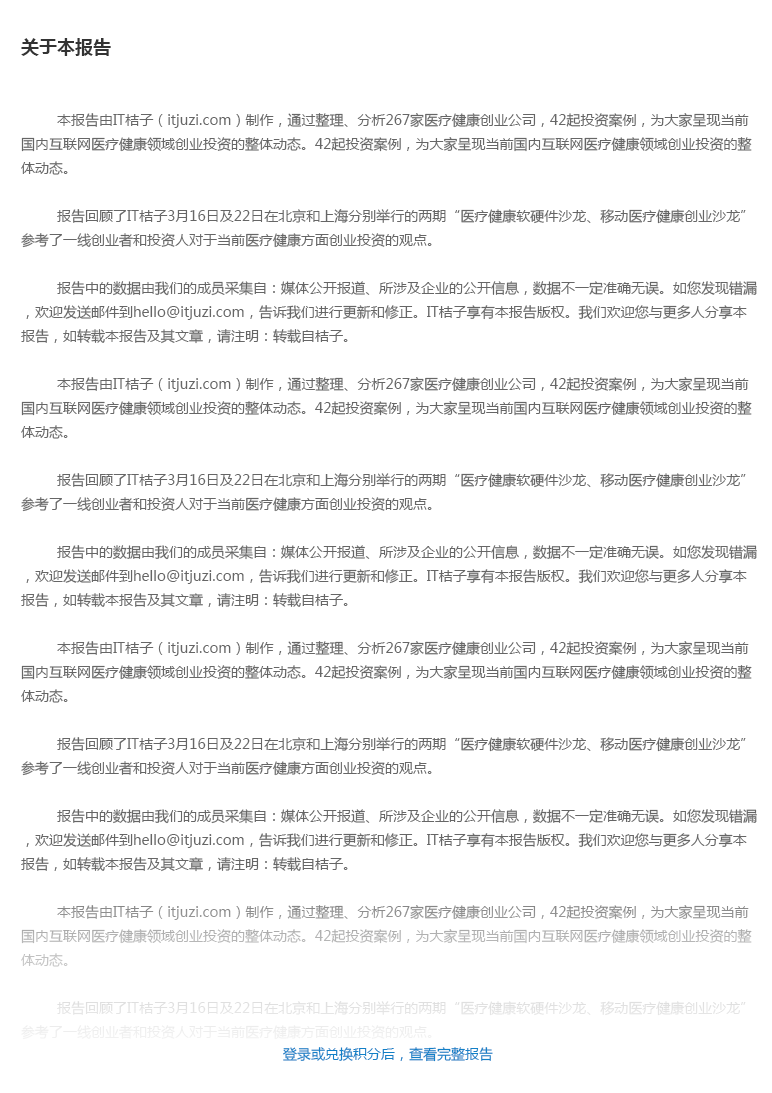 关于本报告
本报告由IT桔子（itjuzi.com）制作，通过整理、分析267家医疗健康创业公司，42起投资案例，为大家呈现当前
国内互联网医疗健康领域创业投资的整体动态。42起投资案例，为大家呈现当前国内互联网医疗健康领域创业投资的整
体动态。
报告回顾了IT桔子3月16日及22日在北京和上海分别举行的两期“医疗健康软硬件沙龙、移动医疗健康创业沙龙”
参考了一线创业者和投资人对于当前医疗健康方面创业投资的观点。
报告中的数据由我们的成员采集自：媒体公开报道、所涉及企业的公开信息，数据不一定准确无误。如您发现错漏
，欢迎发送邮件到hello@itjuzi.com，告诉我们进行更新和修正。IT桔子享有本报告版权。我们欢迎您与更多人分享本
报告，如转载本报告及其文章，请注明：转载自桔子。
本报告由IT桔子（itjuzi.com）制作，通过整理、分析267家医疗健康创业公司，42起投资案例，为大家呈现当前
国内互联网医疗健康领域创业投资的整体动态。42起投资案例，为大家呈现当前国内互联网医疗健康领域创业投资的整
体动态。
报告回顾了IT桔子3月16日及22日在北京和上海分别举行的两期“医疗健康软硬件沙龙、移动医疗健康创业沙龙”
参考了一线创业者和投资人对于当前医疗健康方面创业投资的观点。
报告中的数据由我们的成员采集自：媒体公开报道、所涉及企业的公开信息，数据不一定准确无误。如您发现错漏
，欢迎发送邮件到hello@itjuzi.com，告诉我们进行更新和修正。IT桔子享有本报告版权。我们欢迎您与更多人分享本
报告，如转载本报告及其文章，请注明：转载自桔子。
本报告由IT桔子（itjuzi.com）制作，通过整理、分析267家医疗健康创业公司，42起投资案例，为大家呈现当前
国内互联网医疗健康领域创业投资的整体动态。42起投资案例，为大家呈现当前国内互联网医疗健康领域创业投资的整
体动态。
报告回顾了IT桔子3月16日及22日在北京和上海分别举行的两期“医疗健康软硬件沙龙、移动医疗健康创业沙龙”
参考了一线创业者和投资人对于当前医疗健康方面创业投资的观点。
报告中的数据由我们的成员采集自：媒体公开报道、所涉及企业的公开信息，数据不一定准确无误。如您发现错漏
，欢迎发送邮件到hello@itjuzi.com，告诉我们进行更新和修正。IT桔子享有本报告版权。我们欢迎您与更多人分享本
报告，如转载本报告及其文章，请注明：转载自桔子。
本报告由IT桔子（itjuzi.com）制作，通过整理、分析267家医疗健康创业公司，42起投资案例，为大家呈现当前
国内互联网医疗健康领域创业投资的整体动态。42起投资案例，为大家呈现当前国内互联网医疗健康领域创业投资的整
体动态。
报告回顾了IT桔子3月16日及22日在北京和上海分别举行的两期“医疗健康软硬件沙龙、移动医疗健康创业沙龙”
参考了一线创业者和投资人对于当前医疗健康方面创业投资的观点。
登录或兑换积分后，查看完整报告